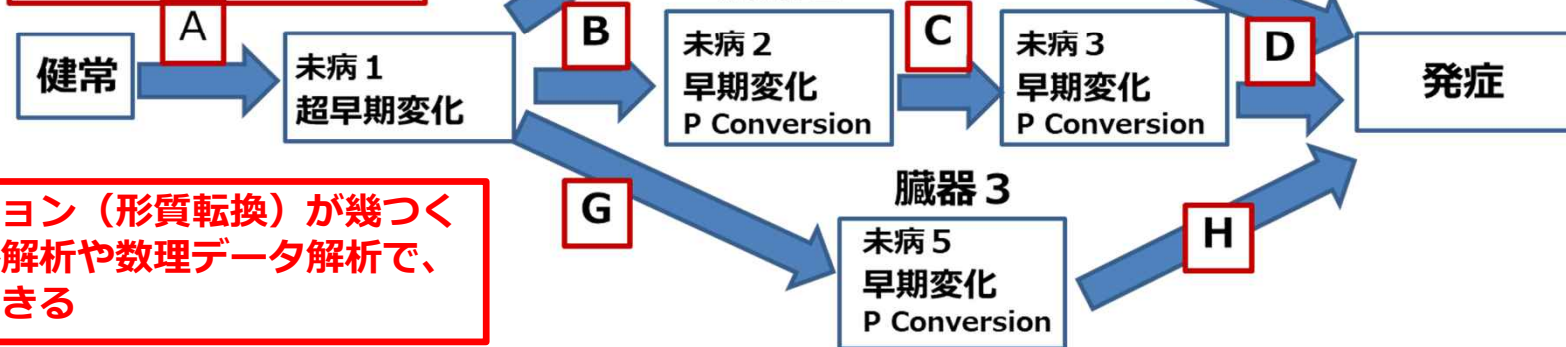 A
健常
未病１
超早期変化
B
未病２
早期変化
P Conversion
C
未病３
早期変化
P Conversion
D
発症
ョン（形質転換）が幾つく
解析や数理データ解析で、
きる
G
臓器３
未病５
早期変化
P Conversion
H